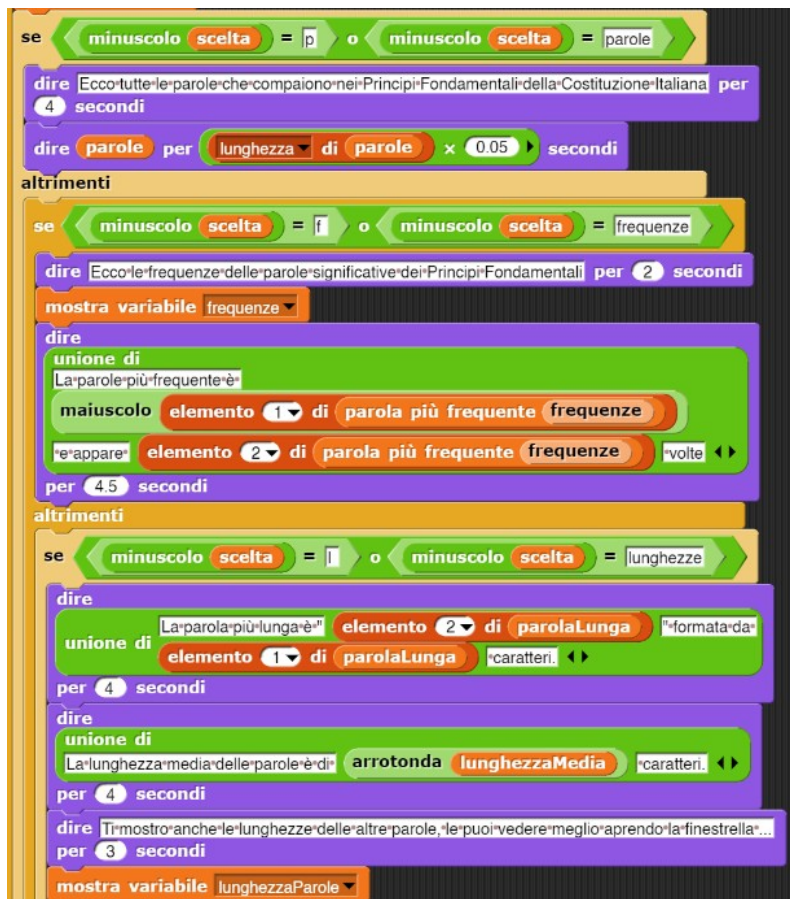 se minuscolo scelta = p o minuscolo scelta = parole
dire Ecco tutte le parole che compaiono nei Principi Fondamentali della Costituzione Italiana per
4 secondi
dire parole per lunghezza di parole × 0.05 secondi
altrimenti
se minuscolo scelta = f o minuscolo scelta = frequenze
dire Ecco le frequenze delle parole significative dei Principi Fondamentali per 2 secondi
mostra variabile frequenze
dire
unione di
La parole più frequente è
maiuscolo elemento 1 di parola più frequente frequenze
e appare elemento 2 di parola più frequente frequenze volte
per 4.5 secondi
altrimenti
se minuscolo scelta = l o minuscolo scelta = lunghezze
dire
unione di La parola più lunga è " elemento 2 di parolaLunga " formata da
elemento 1 di parolaLunga caratteri.
per 4 secondi
dire
unione di
La lunghezza media delle parole è di arrotonda lunghezzaMedia caratteri.
per 4 secondi
dire Ti mostro anche le lunghezze delle altre parole, le puoi vedere meglio aprendo la finestrella ...
per 3 secondi
mostra variabile lunghezzaParole